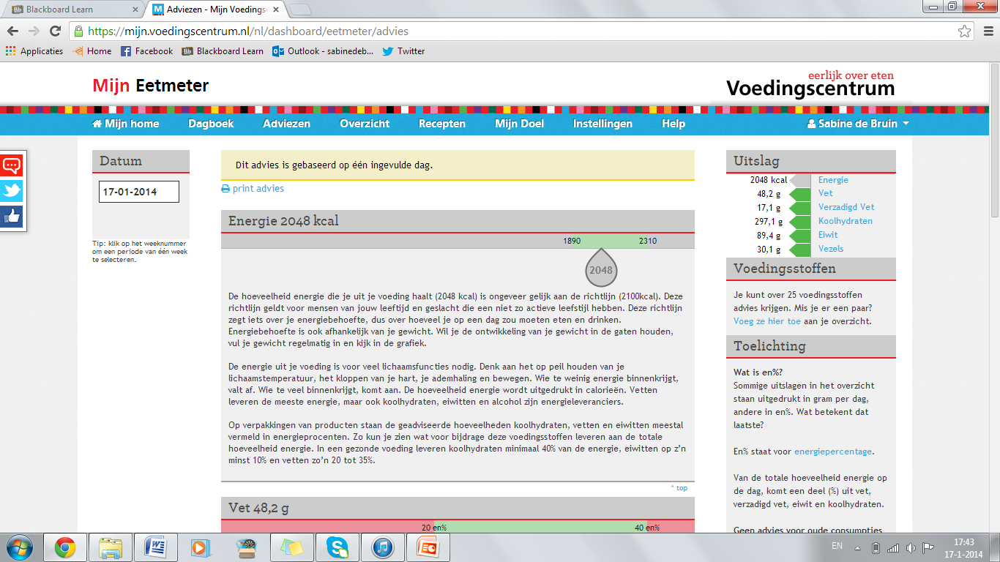 Blackboard Learn
Adviezen - Mijn Voedings
https://mijn.voedingscentrum.nl/nl/dashboard/eetmeter/advies
Applicaties Home Facebook Blackboard Learn Outlook - sabinedeb... Twitter
Mijn Eetmeter
eerlijk over eten
Voedingscentrum
Mijn home Dagboek Adviezen Overzicht Recepten Mijn Doel Instellingen Help Sabine de Bruin
Datum
17-01-2014
Tip: klik op het weeknummer
om een periode van één week
te selecteren.
Dit advies is gebaseerd op één ingevulde dag.
print advies
Energie 2048 kcal
1890 2310
2048
De hoeveelheid energie die je uit je voeding haalt (2048 kcal) is ongeveer gelijk aan de richtlijn (2100kcal). Deze
richtlijn geldt voor mensen van jouw leeftijd en geslacht die een niet zo actieve leefstijl hebben. Deze richtlijn
zegt iets over je energiebehoefte, dus over hoeveel je op een dag zou moeten eten en drinken.
Energiebehoefte is ook afhankelijk van je gewicht. Wil je de ontwikkeling van je gewicht in de gaten houden,
vul je gewicht regelmatig in en kijk in de grafiek.
De energie uit je voeding is voor veel lichaamsfuncties nodig. Denk aan het op peil houden van je
lichaamstemperatuur, het kloppen van je hart, je ademhaling en bewegen. Wie te weinig energie binnenkrijgt,
valt af. Wie te veel binnenkrijgt, komt aan. De hoeveelheid energie wordt uitgedrukt in calorieën. Vetten
leveren de meeste energie, maar ook koolhydraten, eiwitten en alcohol zijn energieleveranciers.
Op verpakkingen van producten staan de geadviseerde hoeveelheden koolhydraten, vetten en eiwitten meestal
vermeld in energieprocenten. Zo kun je zien wat voor bijdrage deze voedingsstoffen leveren aan de totale
hoeveelheid energie. In een gezonde voeding leveren koolhydraten minimaal 40% van de energie, eiwitten op z'n
minst 10% en vetten zo'n 20 tot 35%.
^ top
Vet 48,2 g
20 en% 40 en%
Uitslag
2048 kcal Energie
48,2 g Vet
17,1 g Verzadigd Vet
297,1 g Koolhydraten
89,4 g Eiwit
30,1 g Vezels
Voedingsstoffen
Je kunt over 25 voedingsstoffen
advies krijgen. Mis je er een paar?
Voeg ze hier toe aan je overzicht.
Toelichting
Wat is en%?
Sommige uitslagen in het overzicht
staan uitgedrukt in gram per dag,
andere in en%. Wat betekent dat
laatste?
En% staat voor energiepercentage.
Van de totale hoeveelheid energie op
de dag, komt een deel (%) uit vet,
verzadigd vet, eiwit en koolhydraten.
Geen advies voor oude consumpties
EN
17:43
17-1-2014